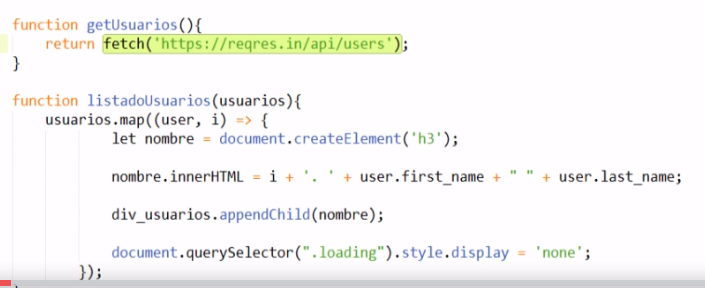 function getUsuarios(){
return fetch('https://reqres.in/api/users');
}
function listadoUsuarios(usuarios){
usuarios.map((user, i) => {
let nombre = document.createElement('h3');
nombre.innerHTML = i + '. ' + user.first_name + " " + user.last_name;
div_usuarios.appendChild(nombre);
document.querySelector(".loading").style.display = 'none';
});